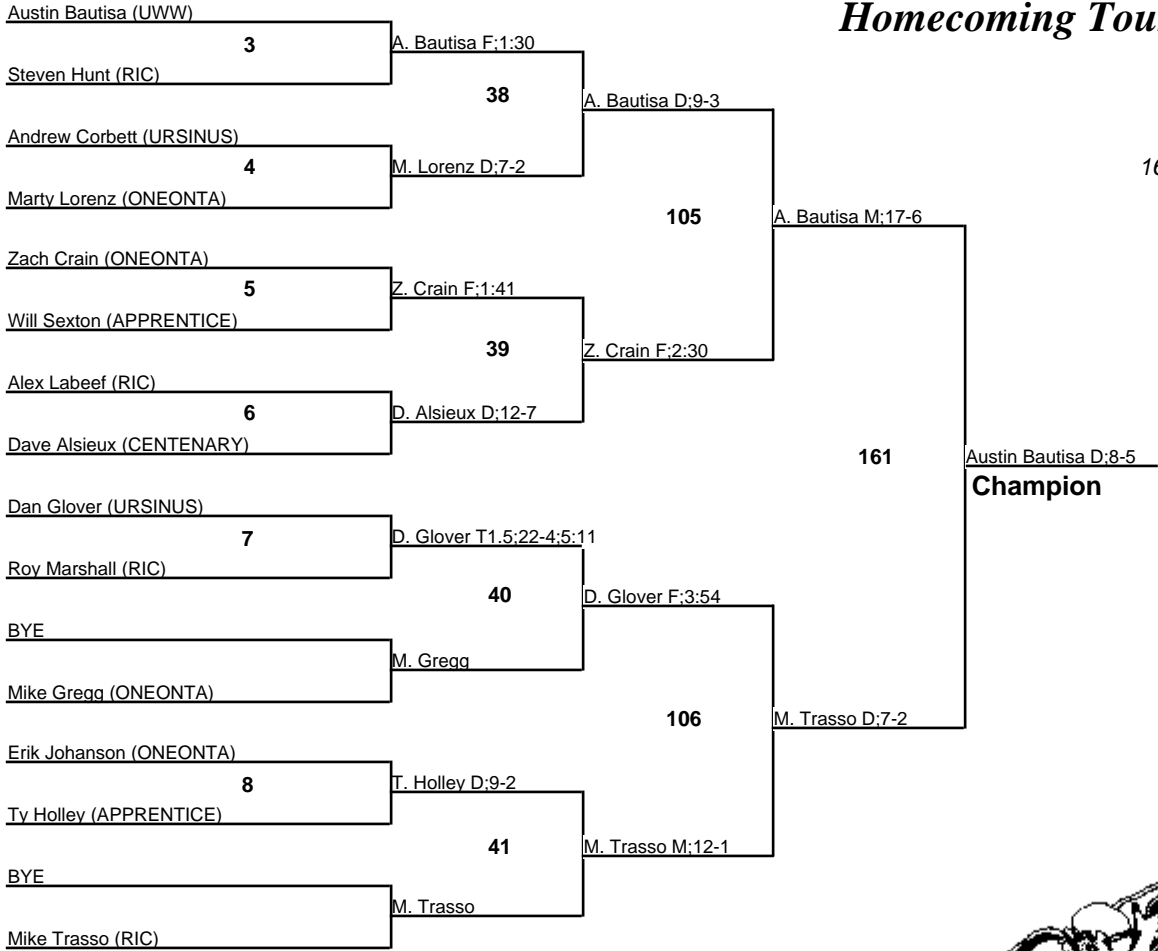 Homecoming
Austin Bautisa (UWW)
3
A. Bautisa F;1:30
Steven Hunt (RIC)
38
A. Bautisa D;9-3
Andrew Corbett (URSINUS)
4
M. Lorenz D;7-2
Marty Lorenz (ONEONTA)
105
A. Bautisa M;17-6
Zach Crain (ONEONTA)
5
Z. Crain F;1:41
Will Sexton (APPRENTICE)
39
Z. Crain F;2:30
Alex Labeef (RIC)
6
D. Alsieux D;12-7
Dave Alsieux (CENTENARY)
161
Austin Bautisa D;8-5
Champion
Dan Glover (URSINUS)
7
D. Glover T1.5;22-4;5:11
Roy Marshall (RIC)
40
D. Glover F;3:54
BYE
M. Gregg
Mike Gregg (ONEONTA)
106
M. Trasso D;7-2
Erik Johanson (ONEONTA)
8
T. Holley D;9-2
Ty Holley (APPRENTICE)
41
M. Trasso M;12-1
BYE
M. Trasso
Mike Trasso (RIC)